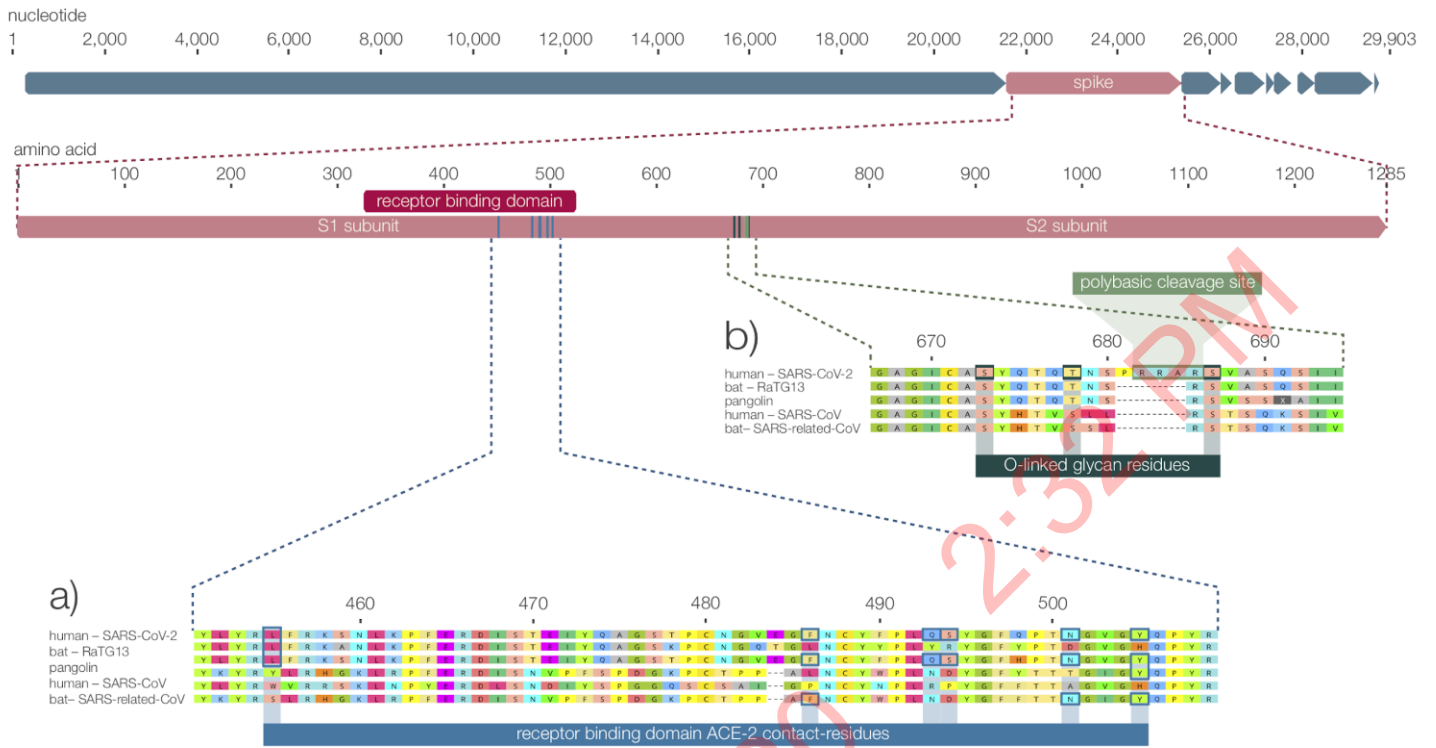 nucleotide
1 2,000 4,000 6,000 8,000 10,000 12,000 14,000 16,000 18,000 20,000 22,000 24,000 26,000 28,000 29,903
spike
amino acid
1 100 200 300 400 500 600 700 800 900 1000 1100 1200 1285
receptor binding domain
S1 subunit S2 subunit
polybasic cleavage site
b)
670 680 690
human – SARS-CoV-2 G A G I C A S Y Q T Q T N S P R R A R S V A S Q S I I
bat – RaTG13 G A G I C A S Y Q T Q T N S - - - - R S V A S Q S I I
pangolin G A G I C A S Y Q T Q T N S - - - - R S V S S X A I I
human – SARS-CoV G A G I C A S Y H T V S L L - - - - R S T S Q K S I V
bat– SARS-related-CoV G A G I C A S Y H T V S S L - - - - R S T S Q K S I V
O-linked glycan residues
2:32 PM
a)
460 470 480 490 500
human – SARS-CoV-2 Y L Y R L F R K S N L K P F E R D I S T E I Y Q A G S T P C N G V E G F N C Y F P L Q S Y G F Q P T N G V G Y Q P Y R
bat – RaTG13 Y L Y R L F R K A N L K P F E R D I S T E I Y Q A G S K P C N G Q T G L N C Y Y P L Y R Y G F Y P T D G V G H Q P Y R
pangolin Y L Y R L F R K S N L K P F E R D I S T E I Y Q A G S T P C N G V E G F N C Y F P L Q S Y G F H P T N G V G Y Q P Y R
Y K Y R Y L R H G K L R P F E R D I S N V P F S P D G K P C T P P - A L N C Y W P L N D Y G F Y T T T G I G Y Q P Y R
human – SARS-CoV Y L Y R W V R R S K L N P Y E R D L S N D I Y S P G G Q S C S A I - G P N C Y N P L R P Y G F F T T A G V G H Q P Y R
bat– SARS-related-CoV Y K Y R S L R H G K L R P F E R D I S N V P F S P D G K P C T P P - A F N C Y W P L N D Y G F F T T N G I G Y Q P Y R
receptor binding domain ACE-2 contact-residues